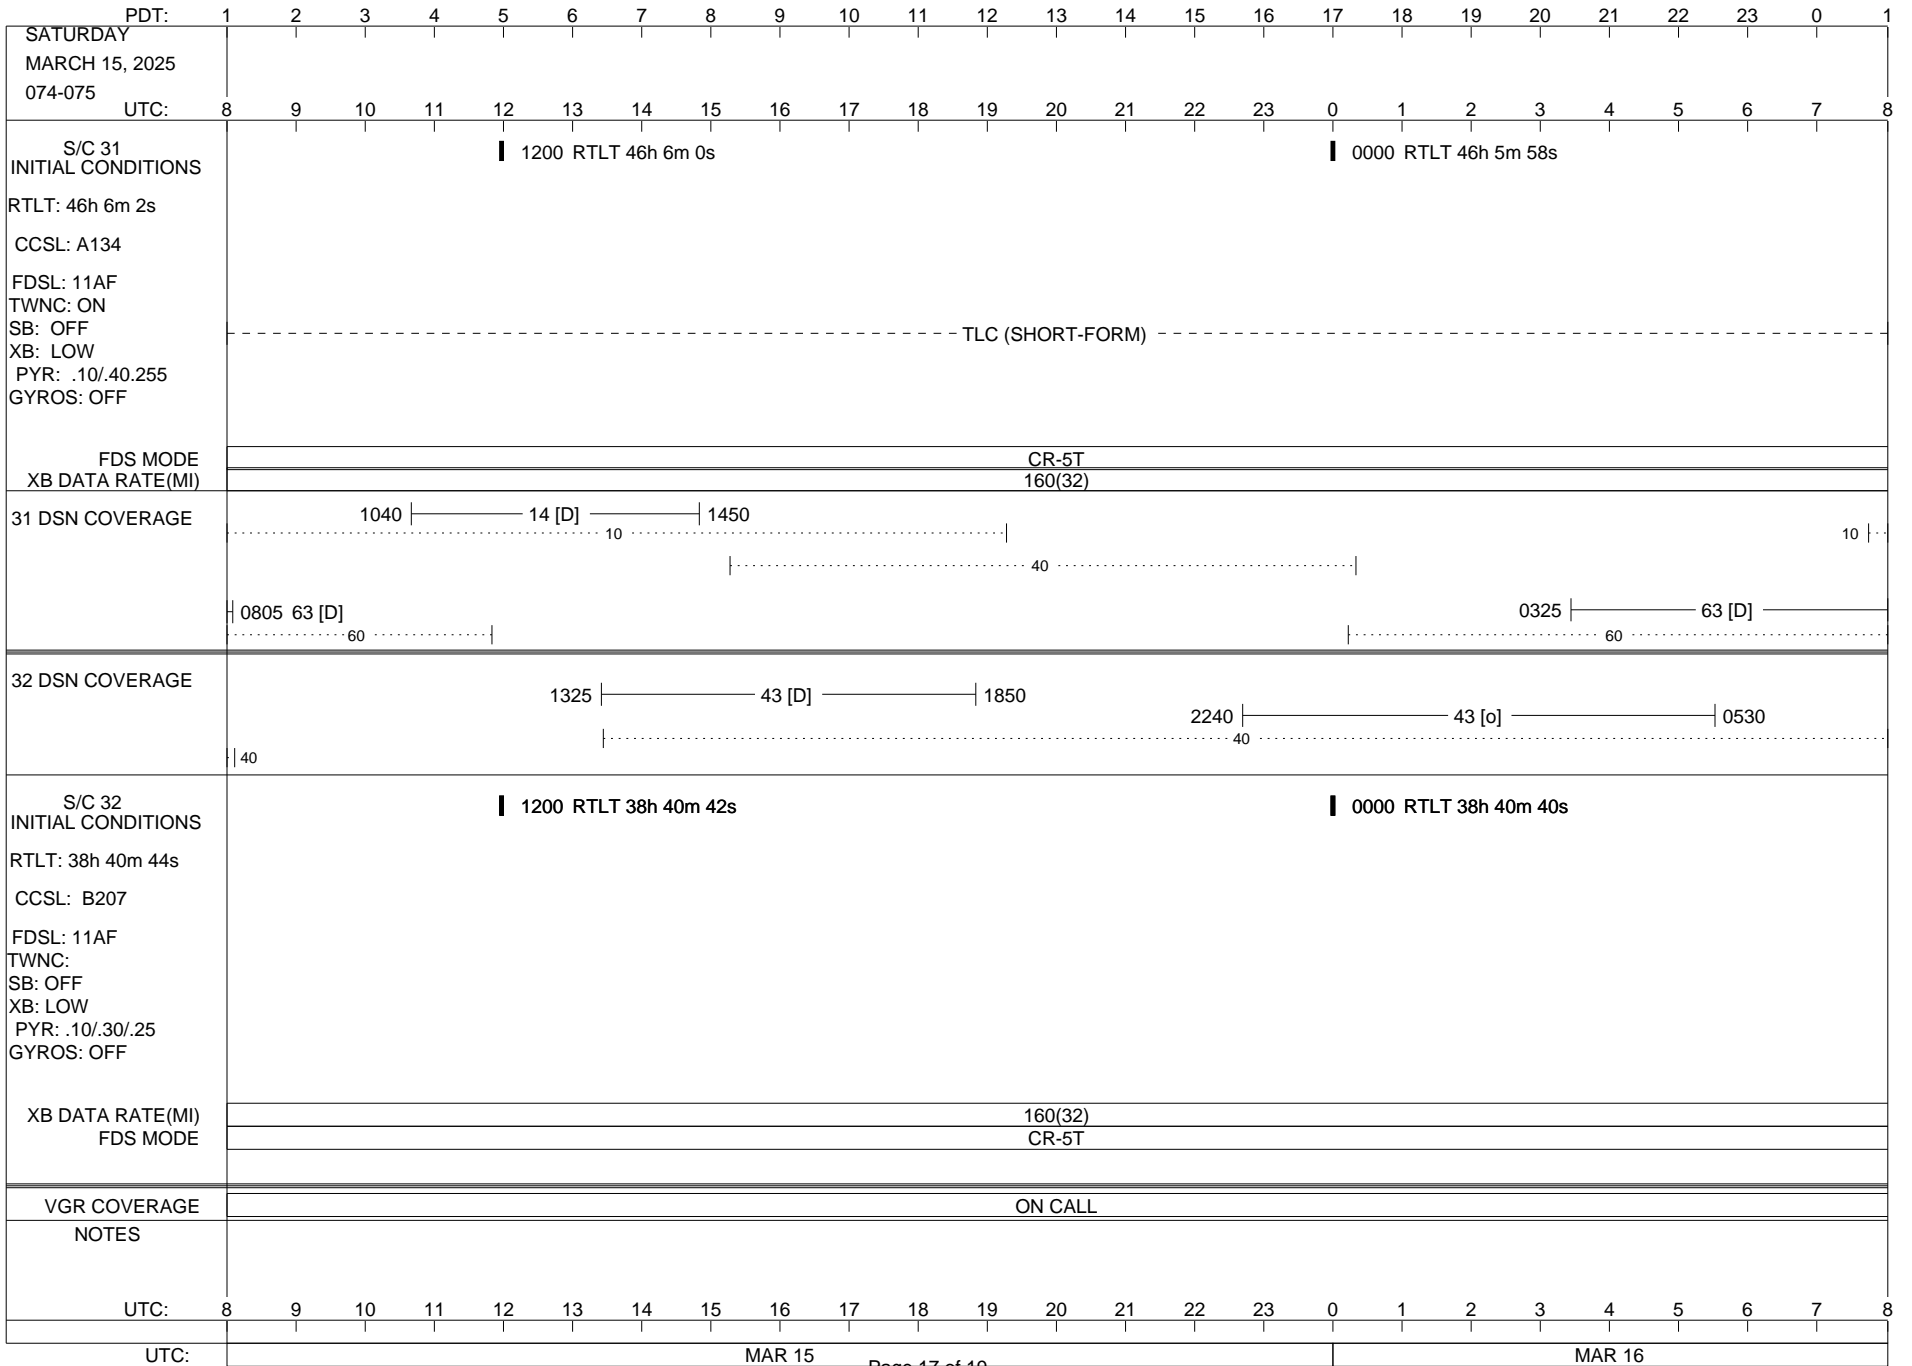 PDT: 1 2 3 4 5 6 7 8 9 10 11 12 13 14 15 16 17 18 19 20 21 22 23 0 1
SATURDAY
MARCH 15, 2025
074-075
UTC: 8 9 10 11 12 13 14 15 16 17 18 19 20 21 22 23 0 1 2 3 4 5 6 7 8
S/C 31
INITIAL CONDITIONS
1200 RTLT 46h 6m 0s
0000 RTLT 46h 5m 58s
RTLT: 46h 6m 2s
CCSL: A134
FDSL: 11AF
TWNC: ON
SB: OFF
XB: LOW
PYR: .10/.40.255
GYROS: OFF
TLC (SHORT-FORM)
FDS MODE CR-5T
XB DATA RATE(MI) 160(32)
31 DSN COVERAGE
1040 14 [D] 1450
10 10
40
0805 63 [D] 0325 63 [D]
60 60
32 DSN COVERAGE
1325 43 [D] 1850
2240 43 [o] 0530
40
40
S/C 32
INITIAL CONDITIONS
1200 RTLT 38h 40m 42s
0000 RTLT 38h 40m 40s
RTLT: 38h 40m 44s
CCSL: B207
FDSL: 11AF
TWNC:
SB: OFF
XB: LOW
PYR: .10/.30/.25
GYROS: OFF
XB DATA RATE(MI) 160(32)
FDS MODE CR-5T
VGR COVERAGE ON CALL
NOTES
UTC: 8 9 10 11 12 13 14 15 16 17 18 19 20 21 22 23 0 1 2 3 4 5 6 7 8
UTC: MAR 15 MAR 16
Page 17 of 19